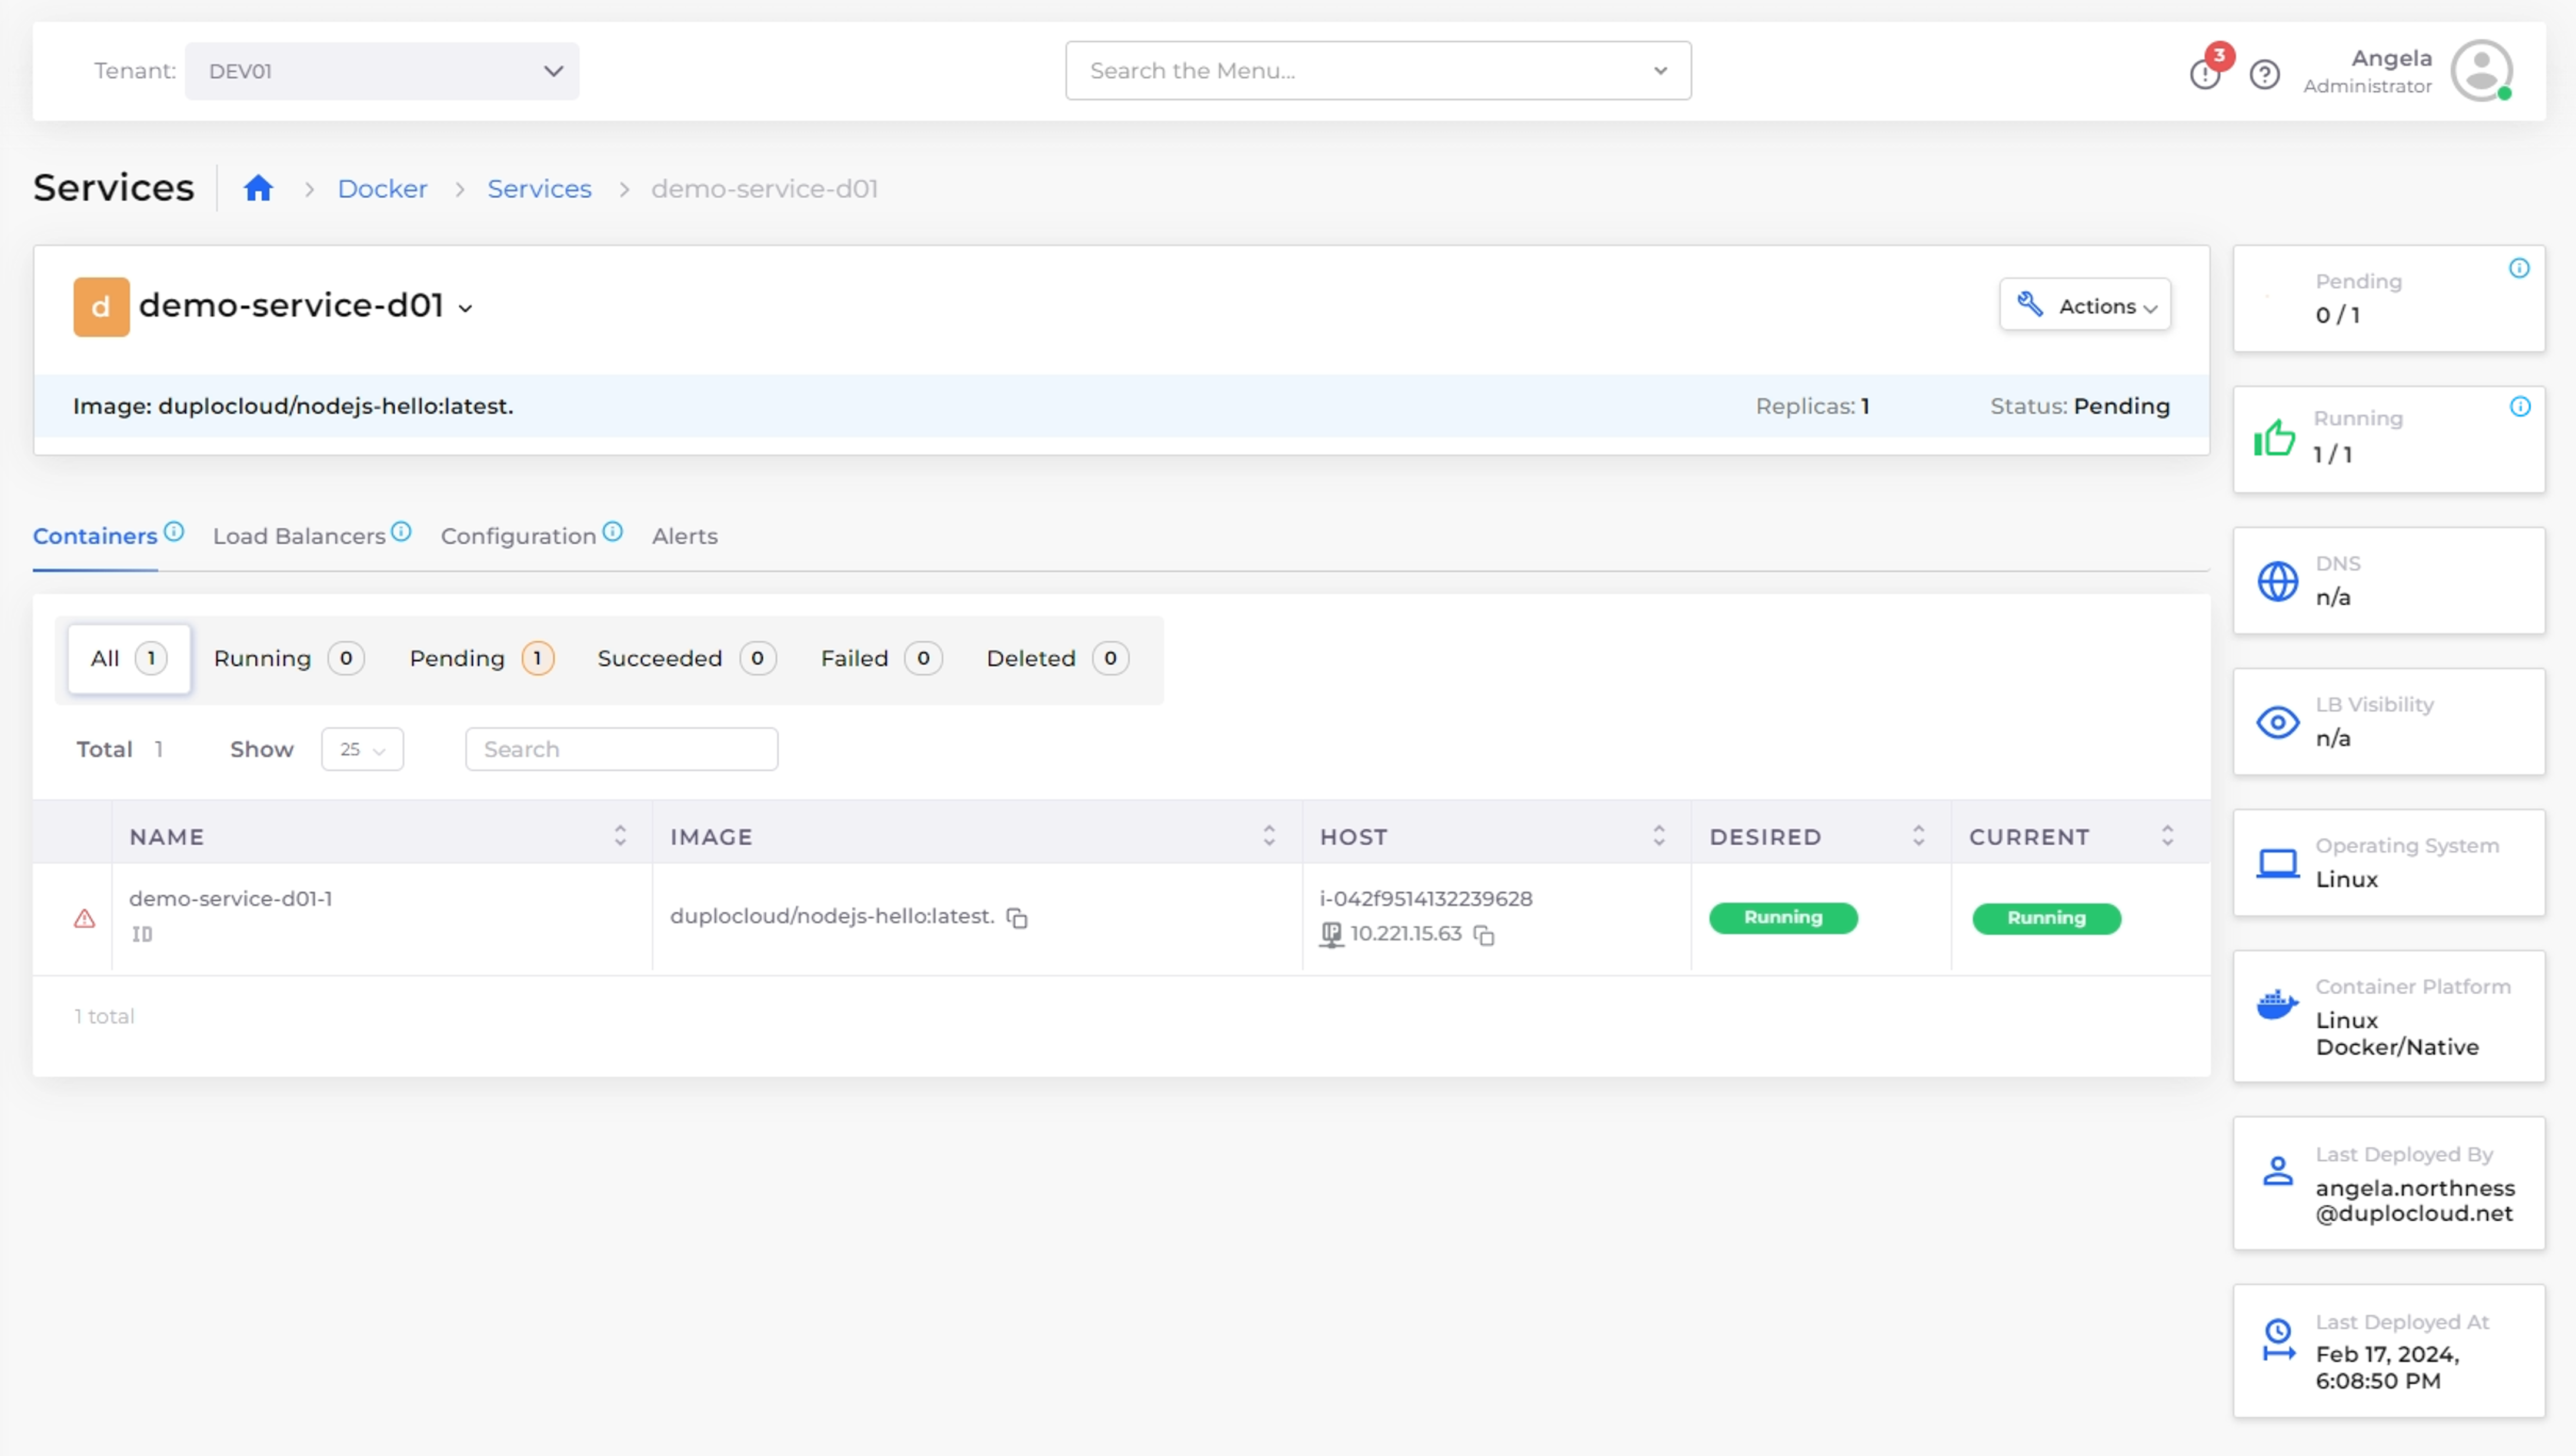 Tenant: DEV01
Search the Menu...
3
Angela
Administrator
Services
Docker
Services
demo-service-d01
d
demo-service-d01
Actions
Image: duplocloud/nodejs-hello:latest.
Replicas: 1
Status: Pending
Containers
Load Balancers
Configuration
Alerts
All 1
Running 0
Pending 1
Succeeded 0
Failed 0
Deleted 0
Total 1
Show 25
Search
NAME
IMAGE
HOST
DESIRED
CURRENT
demo-service-d01-1
ID
duplocloud/nodejs-hello:latest.
i-042f9514132239628
IP 10.221.15.63
Running
Running
1 total
Pending
0 / 1
Running
1 / 1
DNS
n/a
LB Visibility
n/a
Operating System
Linux
Container Platform
Linux
Docker/Native
Last Deployed By
angela.northness
@duplocloud.net
Last Deployed At
Feb 17, 2024,
6:08:50 PM